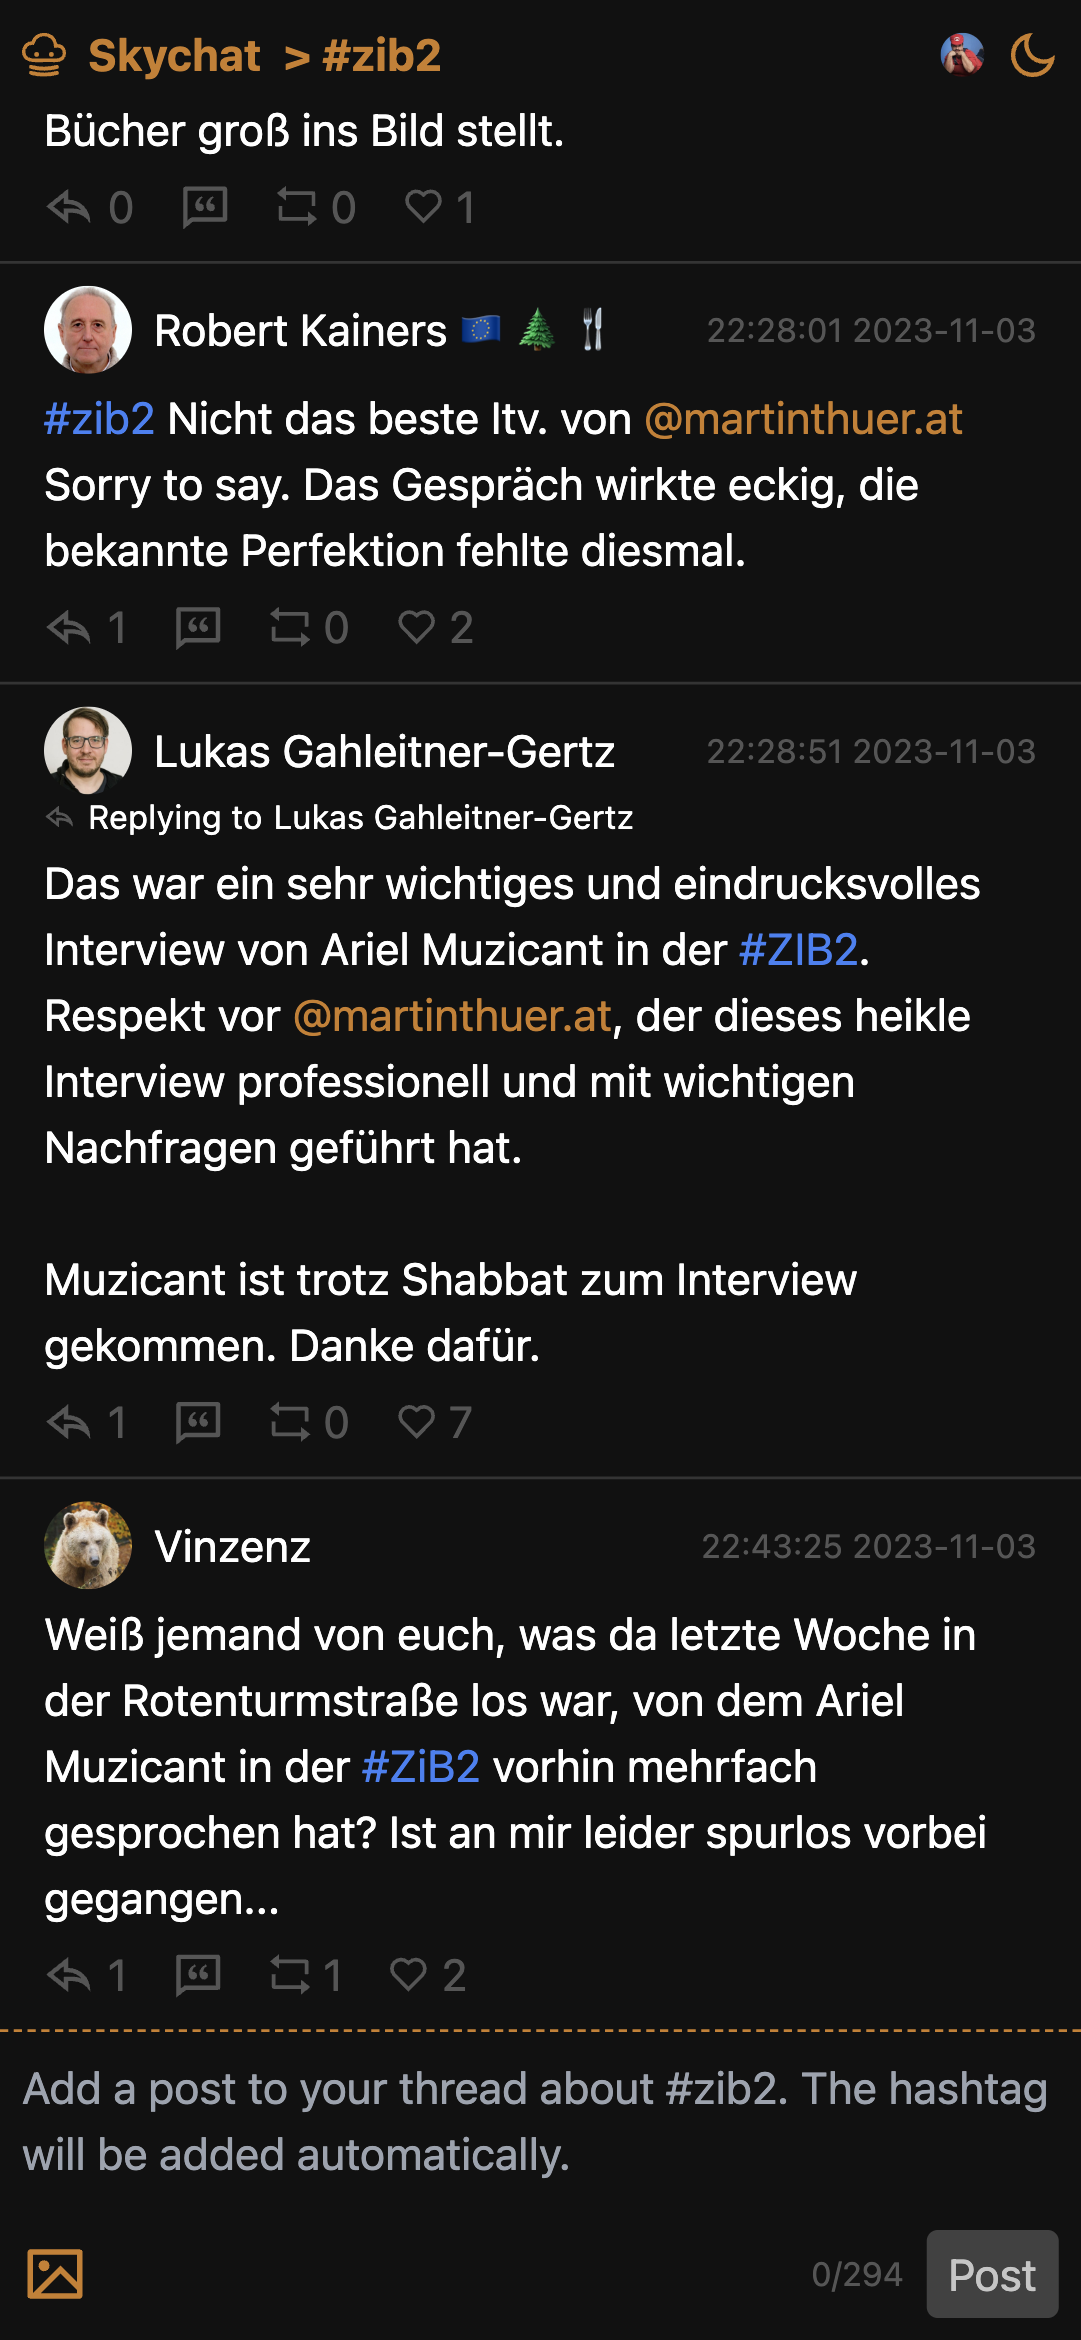 Skychat > #zib2
Bücher groß ins Bild stellt.
0 0 1
Robert Kainers 🇪🇺 🌲 🍴 22:28:01 2023-11-03
#zib2 Nicht das beste Itv. von @martinthuer.at
Sorry to say. Das Gespräch wirkte eckig, die
bekannte Perfektion fehlte diesmal.
1 0 2
Lukas Gahleitner-Gertz 22:28:51 2023-11-03
Replying to Lukas Gahleitner-Gertz
Das war ein sehr wichtiges und eindrucksvolles
Interview von Ariel Muzicant in der #ZIB2.
Respekt vor @martinthuer.at, der dieses heikle
Interview professionell und mit wichtigen
Nachfragen geführt hat.
Muzicant ist trotz Shabbat zum Interview
gekommen. Danke dafür.
1 0 7
Vinzenz 22:43:25 2023-11-03
Weiß jemand von euch, was da letzte Woche in
der Rotenturmstraße los war, von dem Ariel
Muzicant in der #ZiB2 vorhin mehrfach
gesprochen hat? Ist an mir leider spurlos vorbei
gegangen...
1 1 2
Add a post to your thread about #zib2. The hashtag
will be added automatically.
0/294 Post